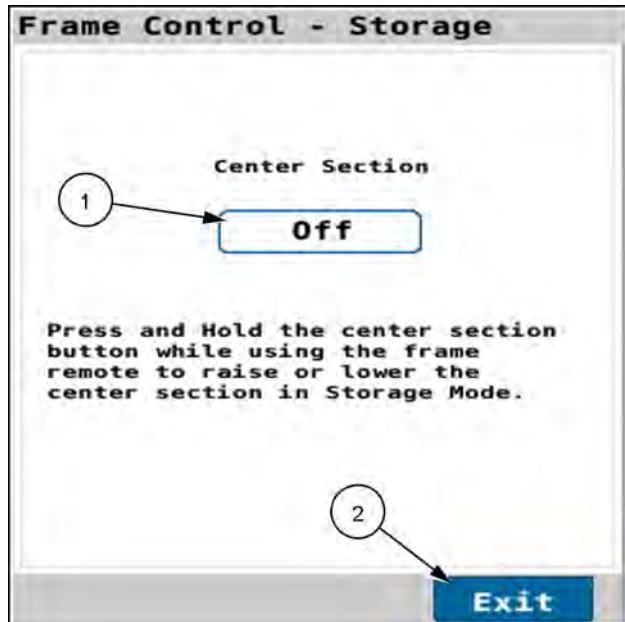 Frame Control - Storage
Center Section
1
Off
Press and Hold the center section
button while using the frame
remote to raise or lower the
center section in Storage Mode.
2
Exit